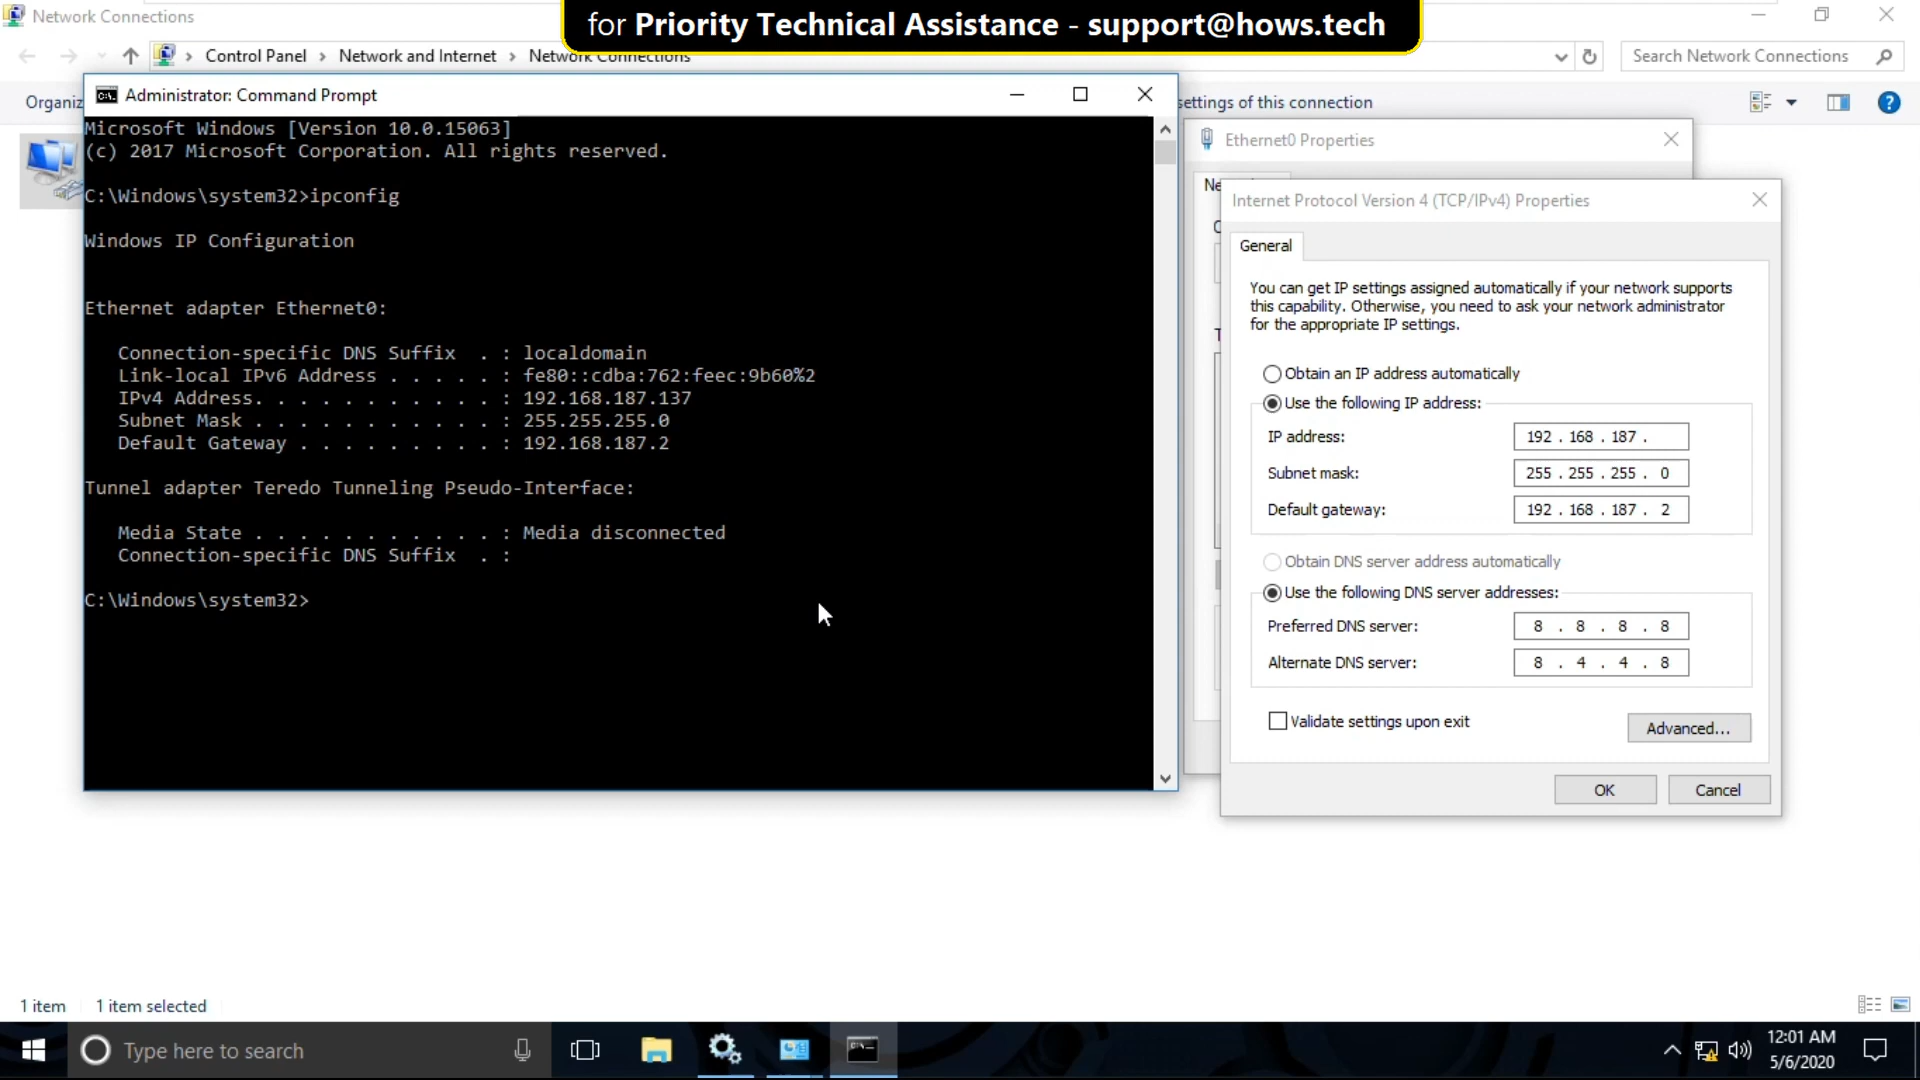 Network Connections
for Priority Technical Assistance - support@hows.tech
Control Panel > Network and Internet > Network Connections
Search Network Connections
Organiz
settings of this connection
Administrator: Command Prompt
Microsoft Windows [Version 10.0.15063]
(c) 2017 Microsoft Corporation. All rights reserved.
C:\Windows\system32>ipconfig
Windows IP Configuration
Ethernet adapter Ethernet0:
Connection-specific DNS Suffix . : localdomain
Link-local IPv6 Address . . . . . : fe80::cdba:762:feec:9b60%2
IPv4 Address. . . . . . . . . . . : 192.168.187.137
Subnet Mask . . . . . . . . . . . : 255.255.255.0
Default Gateway . . . . . . . . . : 192.168.187.2
Tunnel adapter Teredo Tunneling Pseudo-Interface:
Media State . . . . . . . . . . . : Media disconnected
Connection-specific DNS Suffix . :
C:\Windows\system32>
Ethernet0 Properties
Ne
Internet Protocol Version 4 (TCP/IPv4) Properties
General
You can get IP settings assigned automatically if your network supports
this capability. Otherwise, you need to ask your network administrator
for the appropriate IP settings.
Obtain an IP address automatically
Use the following IP address:
IP address: 192 . 168 . 187 .
Subnet mask: 255 . 255 . 255 . 0
Default gateway: 192 . 168 . 187 . 2
Obtain DNS server address automatically
Use the following DNS server addresses:
Preferred DNS server: 8 . 8 . 8 . 8
Alternate DNS server: 8 . 4 . 4 . 8
Validate settings upon exit
Advanced...
OK
Cancel
1 item 1 item selected
Type here to search
12:01 AM
5/6/2020